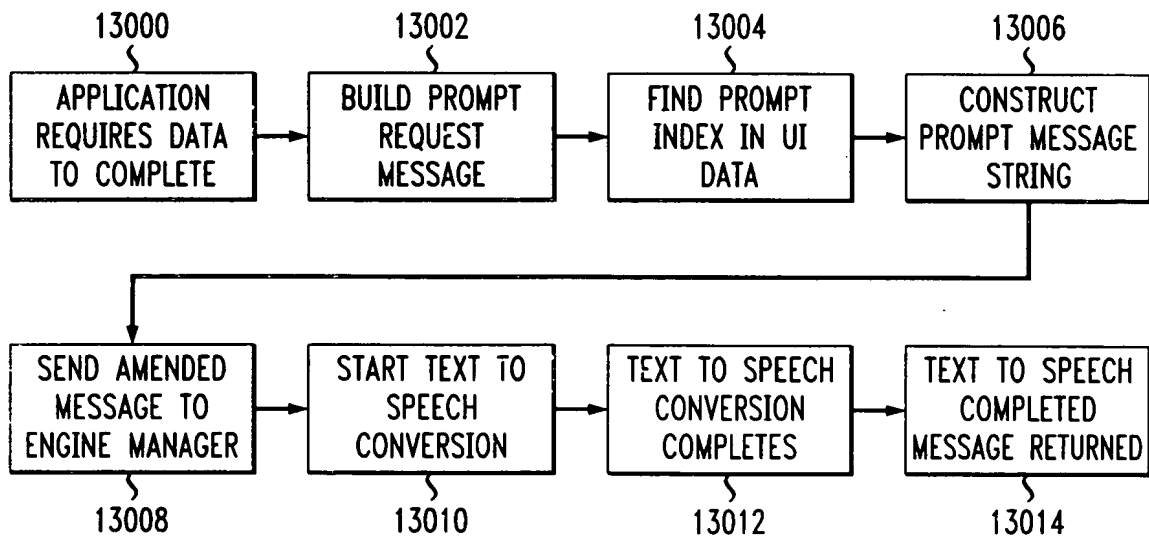 13000
13002
13004
13006
APPLICATION
REQUIRES DATA
TO COMPLETE
BUILD PROMPT
REQUEST
MESSAGE
FIND PROMPT
INDEX IN UI
DATA
CONSTRUCT
PROMPT MESSAGE
STRING
SEND AMENDED
MESSAGE TO
ENGINE MANAGER
START TEXT TO
SPEECH
CONVERSION
TEXT TO SPEECH
CONVERSION
COMPLETES
TEXT TO SPEECH
COMPLETED
MESSAGE RETURNED
13008
13010
13012
13014